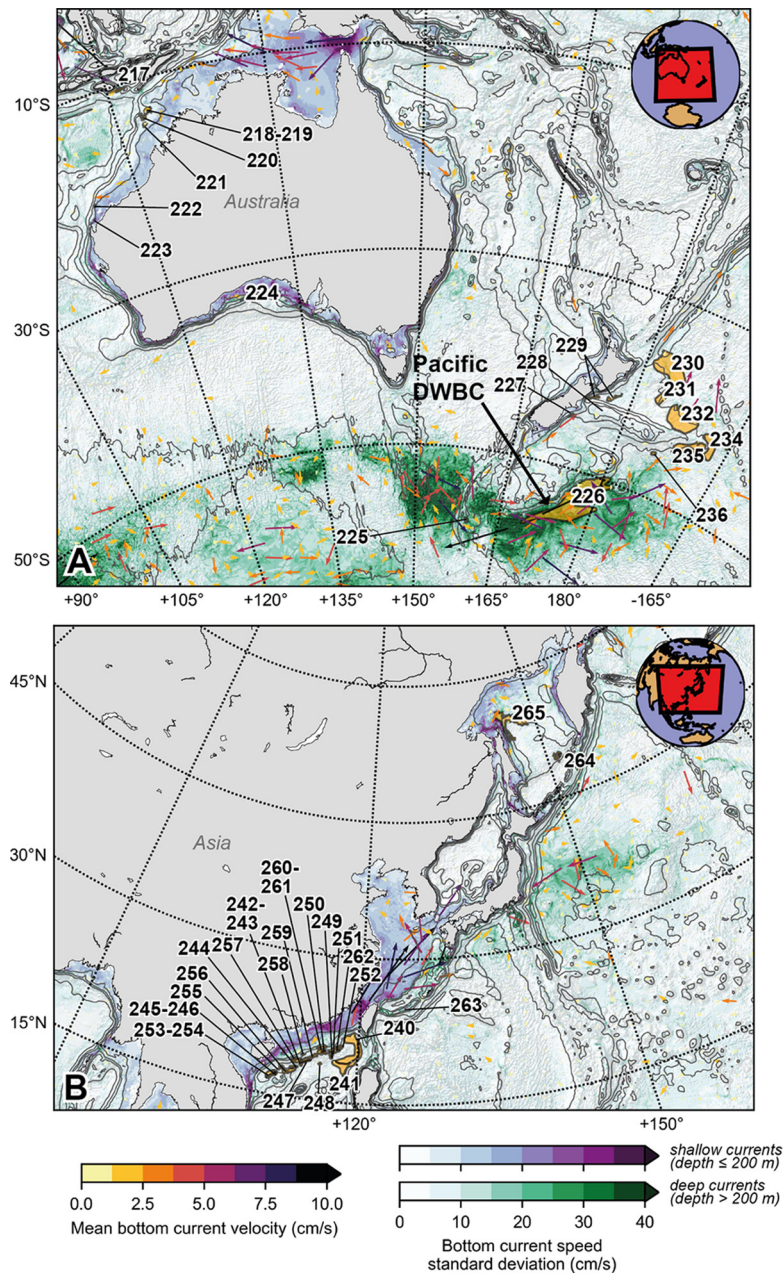 217
10°S
218-219
220
221
222
Australia
223
224
30°S
229
Pacific
DWBC
228
227
230
231
232
234
235
226
236
225
A
50°S
+90° +105° +120° +135° +150° +165° 180° -165°
45°N
265
264
Asia
30°N
260-
261
242-
243
250
249
259
251
244
257
262-
258
252
256
255
245-246
263
253-254
240
15°N
B
241
247
248
+120° +150°
0.0 2.5 5.0 7.5 10.0
Mean bottom current velocity (cm/s)
shallow currents
(depth ≤ 200 m)
deep currents
(depth > 200 m)
0 10 20 30 40
Bottom current speed
standard deviation (cm/s)